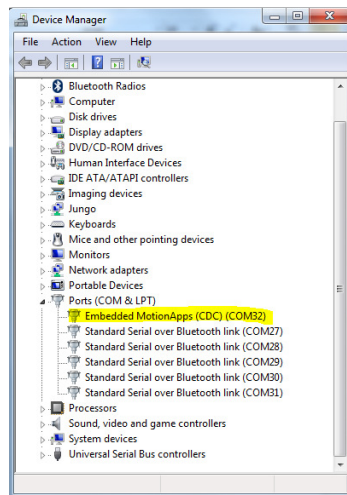 Device Manager
File Action View Help
Bluetooth Radios
Computer
Disk drives
Display adapters
DVD/CD-ROM drives
Human Interface Devices
IDE ATA/ATAPI controllers
Imaging devices
Jungo
Keyboards
Mice and other pointing devices
Monitors
Network adapters
Portable Devices
Ports (COM & LPT)
Embedded MotionApps (CDC) (COM32)
Standard Serial over Bluetooth link (COM27)
Standard Serial over Bluetooth link (COM28)
Standard Serial over Bluetooth link (COM29)
Standard Serial over Bluetooth link (COM30)
Standard Serial over Bluetooth link (COM31)
Processors
Sound, video and game controllers
System devices
Universal Serial Bus controllers